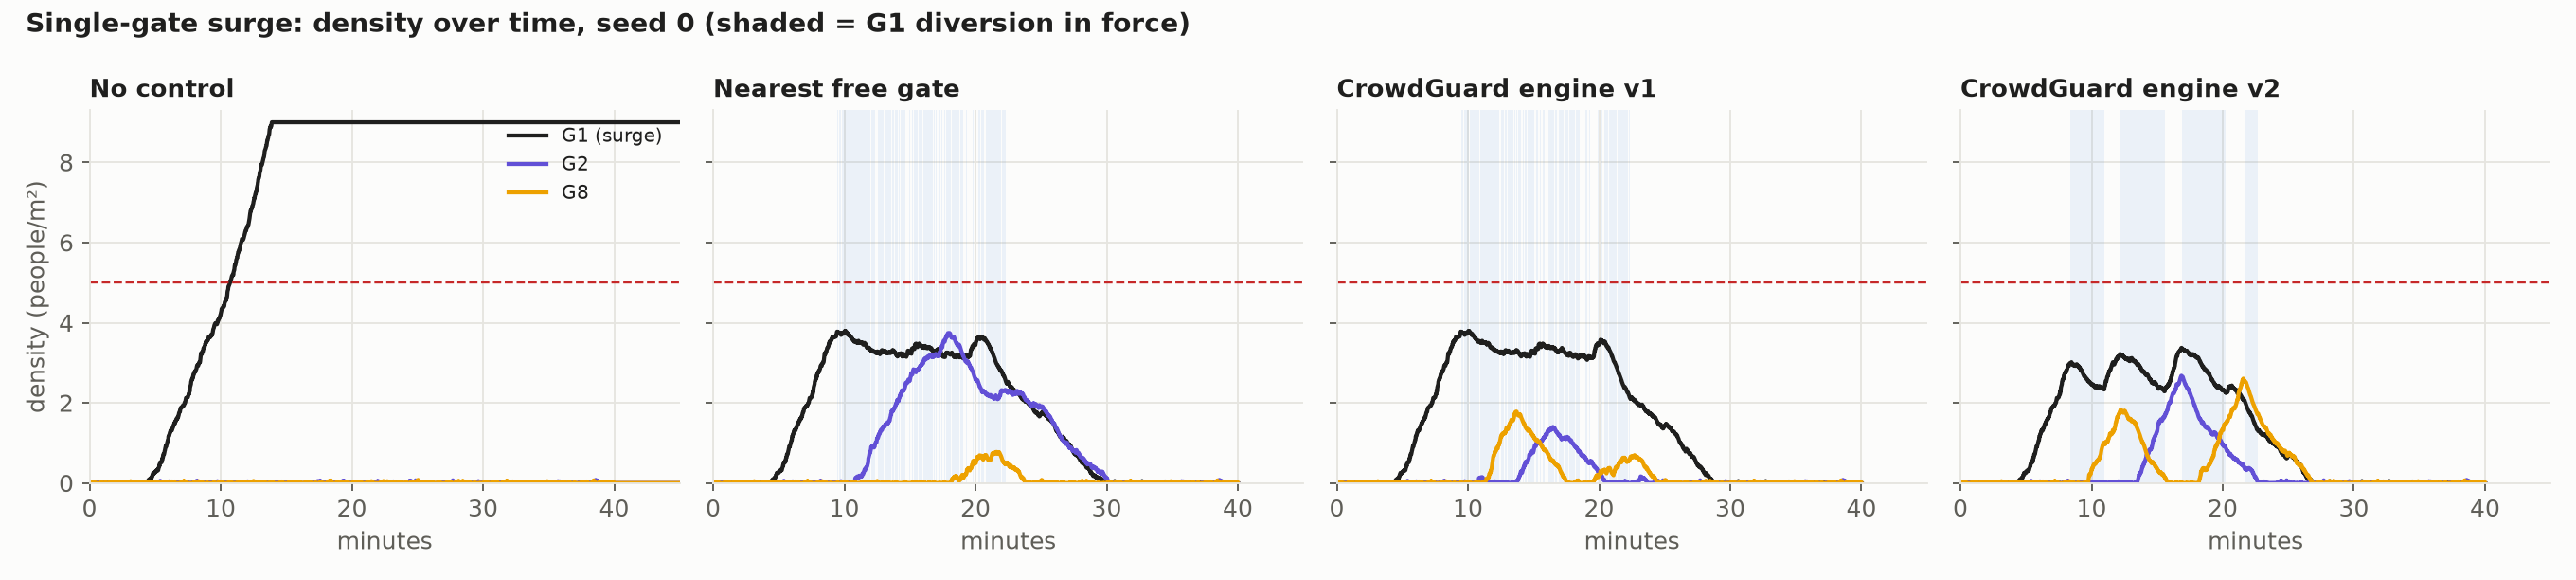 Single-gate surge: density over time, seed 0 (shaded = G1 diversion in force)
No control
Nearest free gate
CrowdGuard engine v1
CrowdGuard engine v2
density (people/m²)
8
6
4
2
0
G1 (surge)
G2
G8
0 10 20 30 40
0 10 20 30 40
0 10 20 30 40
0 10 20 30 40
minutes
minutes
minutes
minutes